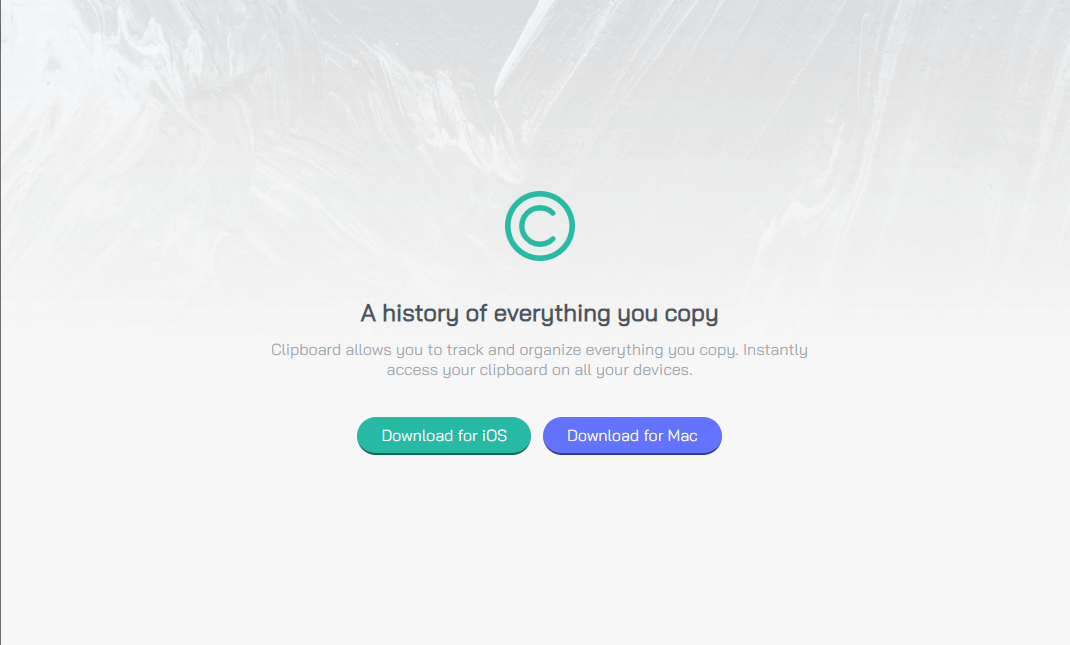 A history of everything you copy
Clipboard allows you to track and organize everything you copy. Instantly
access your clipboard on all your devices.
Download for iOS
Download for Mac